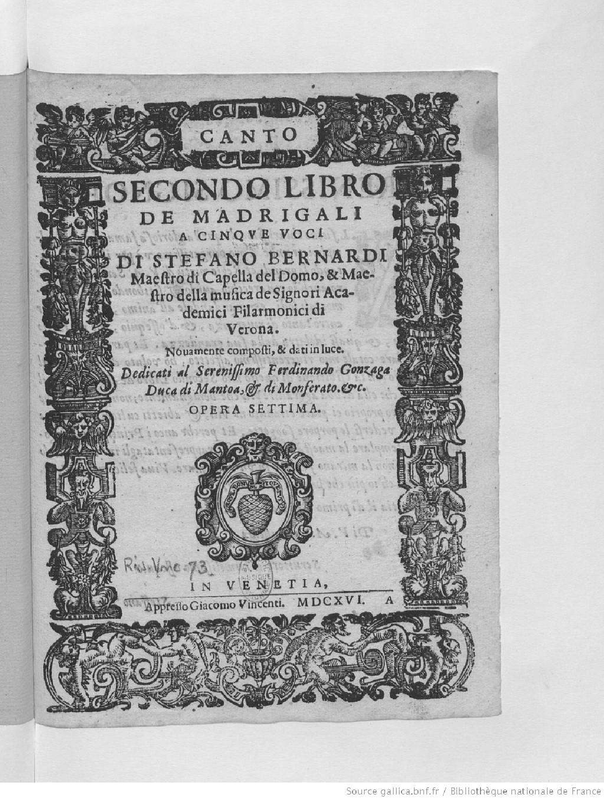 CANTO
SECONDO LIBRO
DE MADRIGALI
A CINQVE VOCI
DI STEFANO BERNARDI
Maestro di Capella del Domo, & Mae-
stro della musica de Signori Aca-
demici Filarmonici di
Verona.
Nouamente composti, & dati in luce.
Dedicati al Serenissimo Ferdinando Gonzaga
Duca di Mantoa, & di Monferato. &c.
OPERA SETTIMA.
73
IN VENETIA,
Appresso Giacomo Vincenti. MDCXVI. A
Source gallica.bnf.fr / Bibliothèque nationale de France